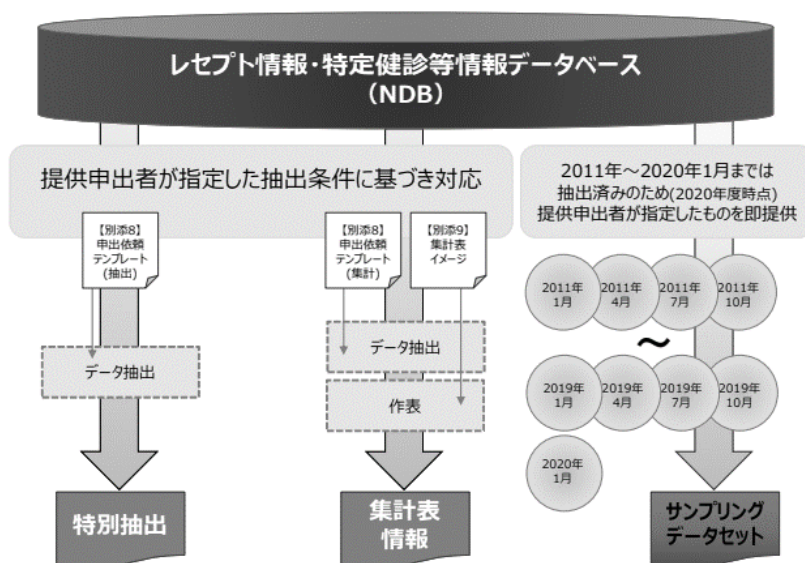 レセプト情報・特定健診等情報データベース
（NDB）
提供申出者が指定した抽出条件に基づき対応
2011年～2020年1月までは
抽出済みのため(2020年度時点)
提供申出者が指定したものを即提供
【別添8】
申出依頼
テンプレート
(抽出)
【別添8】
申出依頼
テンプレート
(集計)
【別添9】
集計表
イメージ
2011年
1月
2011年
4月
2011年
7月
2011年
10月
～
データ抽出
データ抽出
作表
2019年
1月
2019年
4月
2019年
7月
2019年
10月
2020年
1月
特別抽出
集計表
情報
サンプリング
データセット